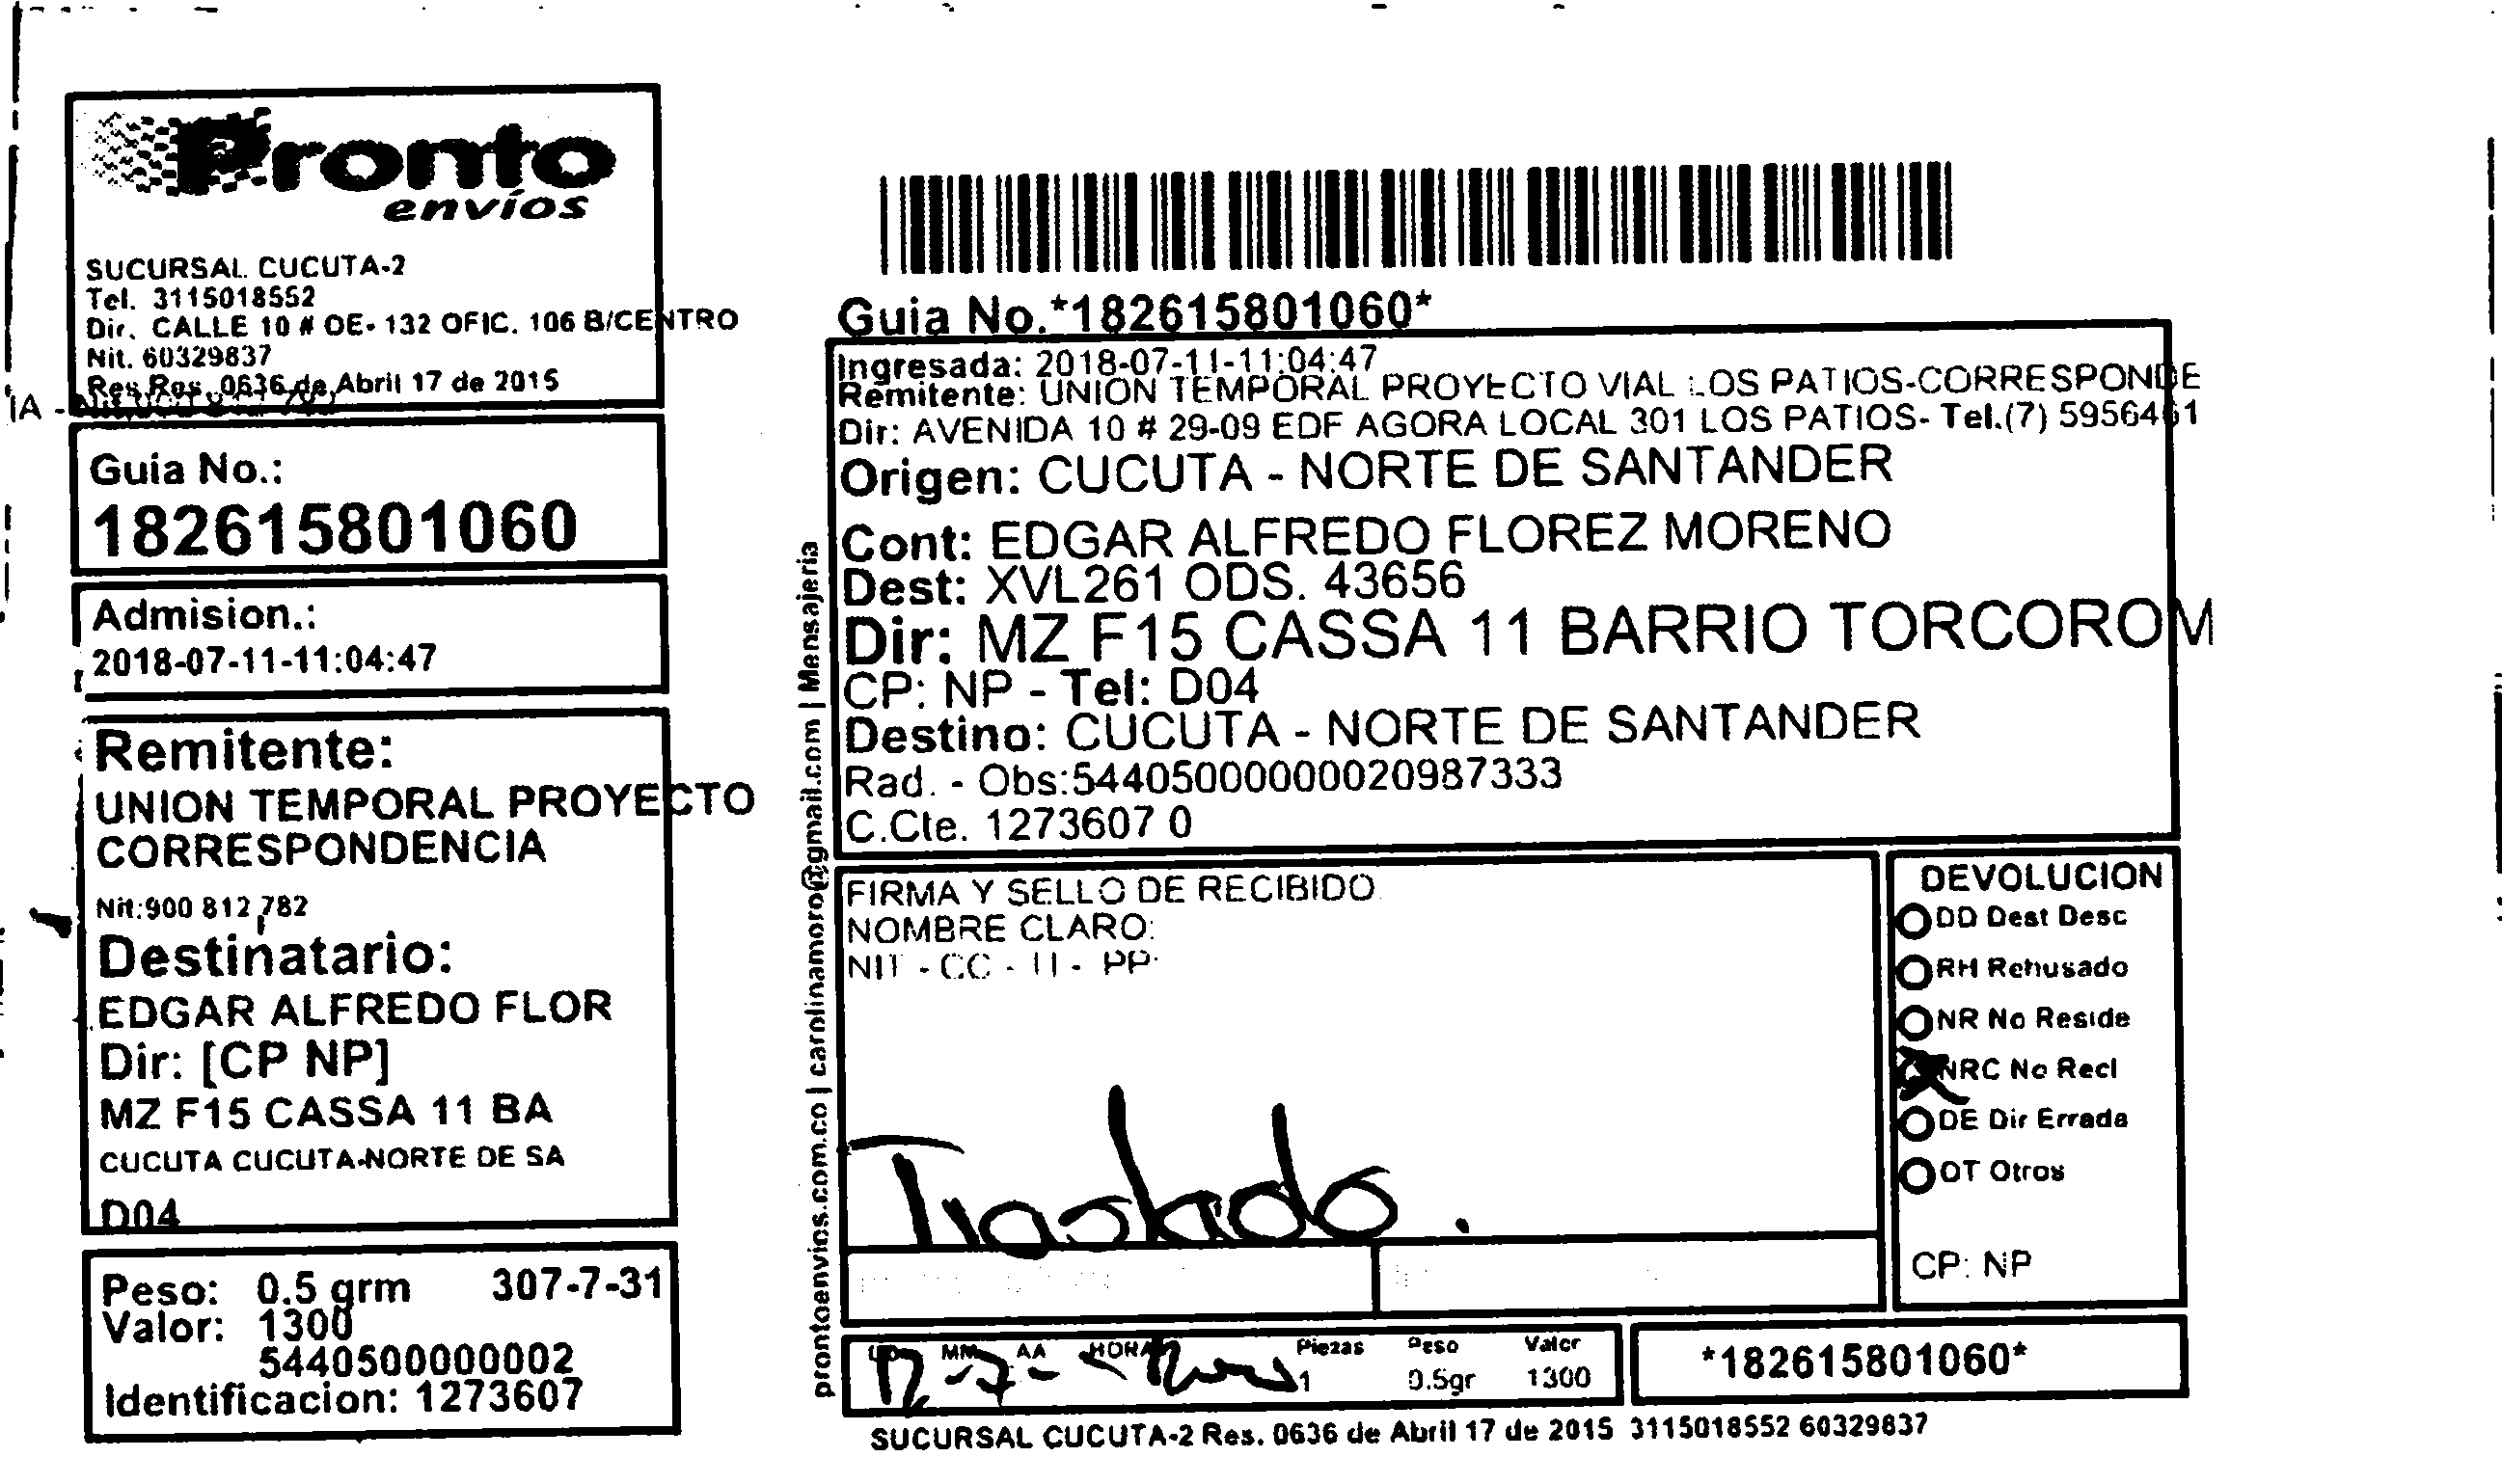 Pronto
envíos
SUCURSAL CUCUTA-2
Tel. 3115018552
Dir. CALLE 10 # OE- 132 OFIC. 106 B/CENTRO
Nit. 60329837
Res. 0636 de Abril 17 de 2015
IA -
Guia No.:
182615801060
Admision.:
2018-07-11-11:04:47
Remitente:
UNION TEMPORAL PROYECTO
CORRESPONDENCIA
Nit:900 812 782
Destinatario:
EDGAR ALFREDO FLOR
Dir: [CP NP]
MZ F15 CASSA 11 BA
CUCUTA CUCUTA-NORTE DE SA
D04
Peso: 0.5 grm 307-7-31
Valor: 1300
5440500000002
Identificacion: 1273607
prontoenvios.com.co | carolinamoro@gmail.com | Mensajeria
Guia No.*182615801060*
Ingresada: 2018-07-11-11:04:47
Remitente: UNION TEMPORAL PROYECTO VIAL LOS PATIOS-CORRESPONDE
Dir: AVENIDA 10 # 29-09 EDF AGORA LOCAL 301 LOS PATIOS- Tel.(7) 5956461
Origen: CUCUTA - NORTE DE SANTANDER
Cont: EDGAR ALFREDO FLOREZ MORENO
Dest: XVL261 ODS. 43656
Dir: MZ F15 CASSA 11 BARRIO TORCOROM
CP: NP - Tel: D04
Destino: CUCUTA - NORTE DE SANTANDER
Rad. - Obs:54405000000020987333
C.Cte. 1273607 0
FIRMA Y SELLO DE RECIBIDO
NOMBRE CLARO:
NIT - CC - TI - PP:
Traslado.
DEVOLUCION
DD Dest Desc
RH Rehusado
NR No Reside
NRC No Recl
DE Dir Errada
OT Otros
CP: NP
MM AA HORA Piezas Peso Valor
12-7- 1 0.5gr 1300
*182615801060*
SUCURSAL CUCUTA-2 Res. 0636 de Abril 17 de 2015 3115018552 60329837